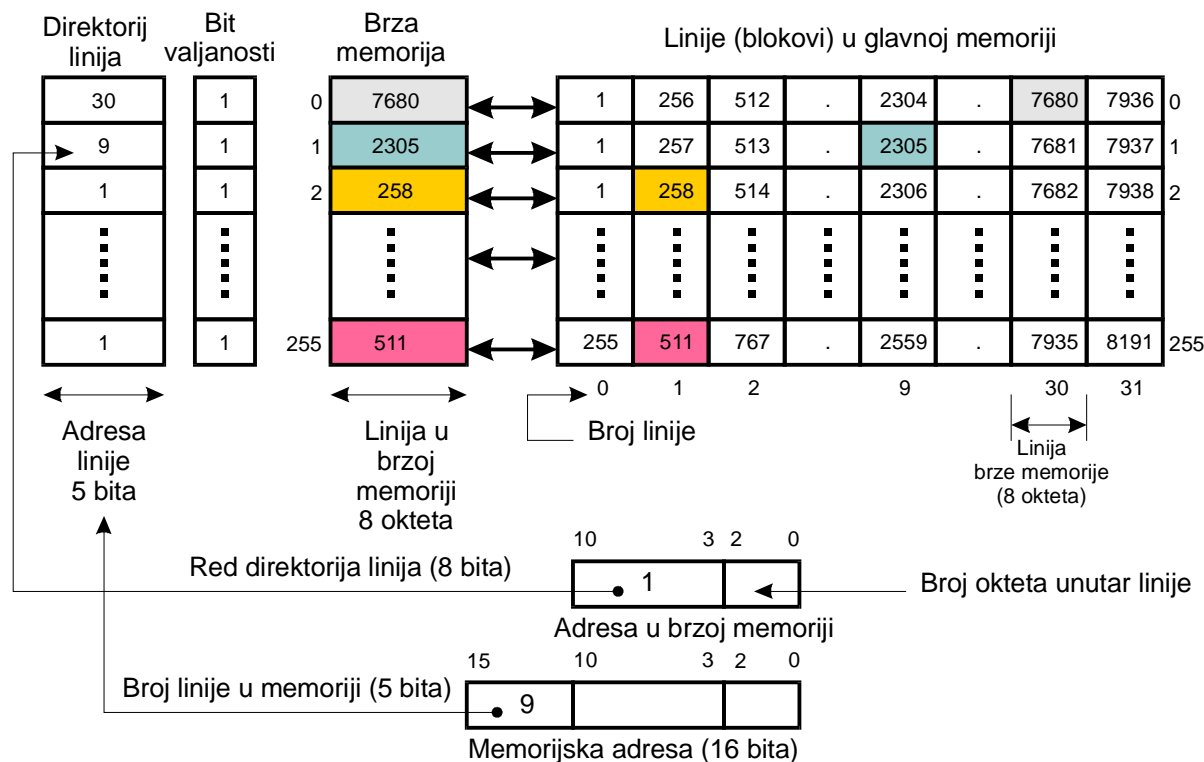 Direktorij
linija
Bit
valjanosti
Brza
memorija
Linije (blokovi) u glavnoj memoriji
30 1 0 7680 1 256 512 . 2304 . 7680 7936 0
9 1 1 2305 1 257 513 . 2305 . 7681 7937 1
1 1 2 258 1 258 514 . 2306 . 7682 7938 2
1 1 255 511 255 511 767 . 2559 . 7935 8191 255
0 1 2 9 30 31
Adresa
linije
5 bita
Linija u
brzoj
memoriji
8 okteta
Broj linije
Linija
brze memorije
(8 okteta)
10 3 2 0
Red direktorija linija (8 bita)
1
Broj okteta unutar linije
Adresa u brzoj memoriji
15 10 3 2 0
Broj linije u memoriji (5 bita)
9
Memorijska adresa (16 bita)